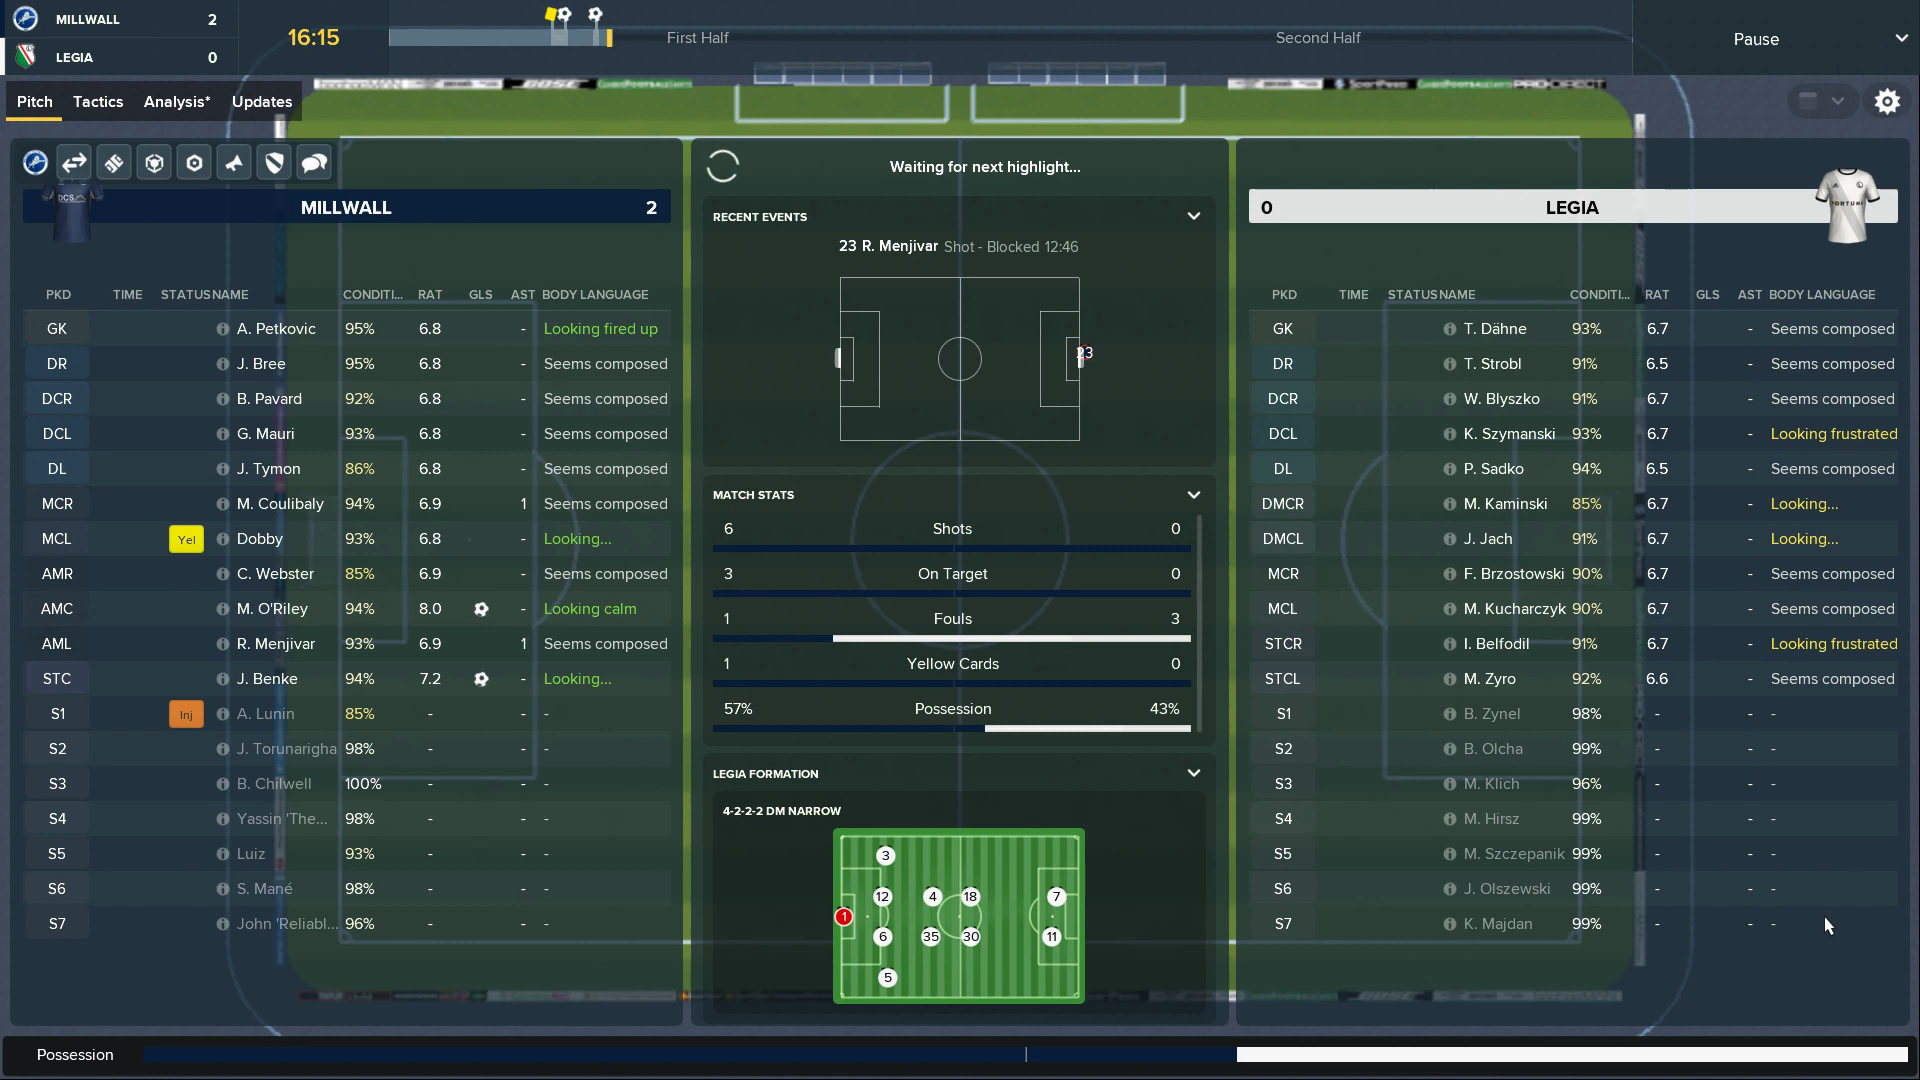 MILLWALL 2
LEGIA 0
16:15
First Half
Second Half
Pause
Pitch Tactics Analysis* Updates
MILLWALL 2
PKD TIME STATUS NAME CONDITI... RAT GLS AST BODY LANGUAGE
GK A. Petkovic 95% 6.8 - Looking fired up
DR J. Bree 95% 6.8 - Seems composed
DCR B. Pavard 92% 6.8 - Seems composed
DCL G. Mauri 93% 6.8 - Seems composed
DL J. Tymon 86% 6.8 - Seems composed
MCR M. Coulibaly 94% 6.9 1 Seems composed
MCL Yel Dobby 93% 6.8 - Looking...
AMR C. Webster 85% 6.9 - Seems composed
AMC M. O'Riley 94% 8.0 - Looking calm
AML R. Menjivar 93% 6.9 1 Seems composed
STC J. Benke 94% 7.2 - Looking...
S1 Inj A. Lunin 85% - - -
S2 J. Torunarigha 98% - - -
S3 B. Chilwell 100% - - -
S4 Yassin 'The... 98% - - -
S5 Luiz 93% - - -
S6 S. Mané 98% - - -
S7 John 'Reliabl... 96% - - -
Waiting for next highlight...
RECENT EVENTS
23 R. Menjivar Shot - Blocked 12:46
23
MATCH STATS
6 Shots 0
3 On Target 0
1 Fouls 3
1 Yellow Cards 0
57% Possession 43%
LEGIA FORMATION
4-2-2-2 DM NARROW
3
12 4 18 7
1
6 35 30 11
5
0 LEGIA
PKD TIME STATUS NAME CONDITI... RAT GLS AST BODY LANGUAGE
GK T. Dähne 93% 6.7 - Seems composed
DR T. Strobl 91% 6.5 - Seems composed
DCR W. Blyszko 91% 6.7 - Seems composed
DCL K. Szymanski 93% 6.7 - Looking frustrated
DL P. Sadko 94% 6.5 - Seems composed
DMCR M. Kaminski 85% 6.7 - Looking...
DMCL J. Jach 91% 6.7 - Looking...
MCR F. Brzostowski 90% 6.7 - Seems composed
MCL M. Kucharczyk 90% 6.7 - Seems composed
STCR I. Belfodil 91% 6.7 - Looking frustrated
STCL M. Zyro 92% 6.6 - Seems composed
S1 B. Zynel 98% - - -
S2 B. Olcha 99% - - -
S3 M. Klich 96% - - -
S4 M. Hirsz 99% - - -
S5 M. Szczepanik 99% - - -
S6 J. Olszewski 99% - - -
S7 K. Majdan 99% - - -
Possession